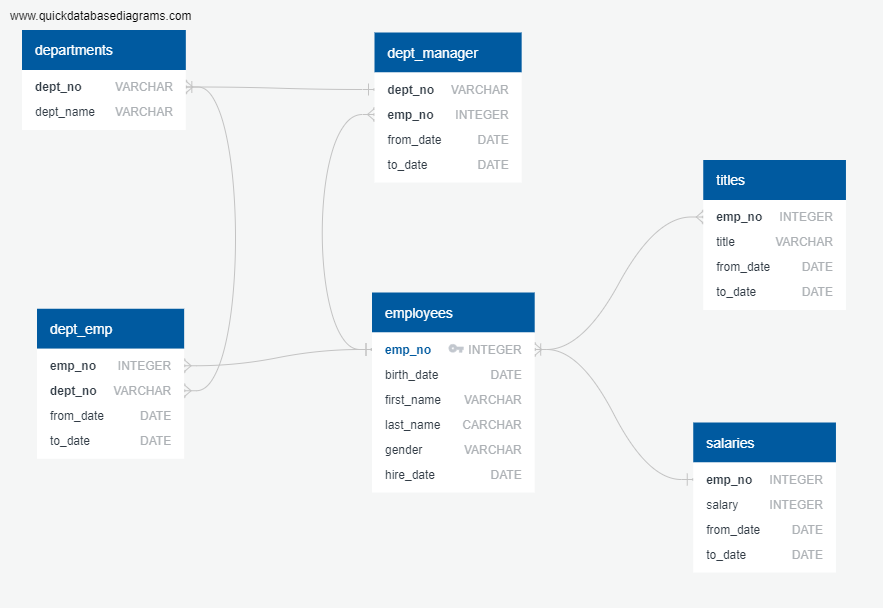 www.quickdatabasediagrams.com
departments
dept_no VARCHAR
dept_name VARCHAR
dept_manager
dept_no VARCHAR
emp_no INTEGER
from_date DATE
to_date DATE
titles
emp_no INTEGER
title VARCHAR
from_date DATE
to_date DATE
dept_emp
emp_no INTEGER
dept_no VARCHAR
from_date DATE
to_date DATE
employees
emp_no INTEGER
birth_date DATE
first_name VARCHAR
last_name CARCHAR
gender VARCHAR
hire_date DATE
salaries
emp_no INTEGER
salary INTEGER
from_date DATE
to_date DATE